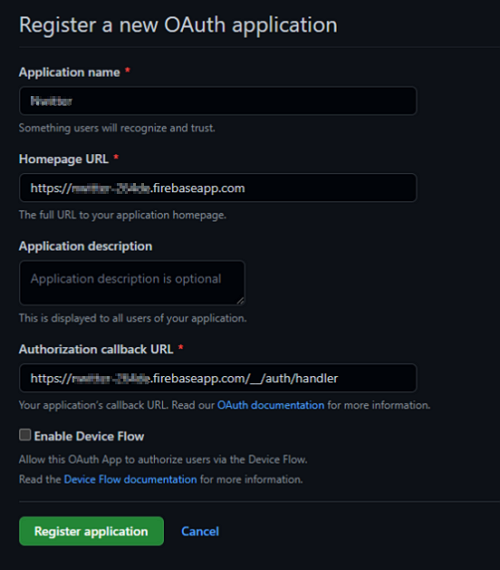 Register a new OAuth application
Application name *
Something users will recognize and trust.
Homepage URL *
https:// .firebaseapp.com
The full URL to your application homepage.
Application description
Application description is optional
This is displayed to all users of your application.
Authorization callback URL *
https:// .firebaseapp.com/__/auth/handler
Your application's callback URL. Read our OAuth documentation for more information.
Enable Device Flow
Allow this OAuth App to authorize users via the Device Flow.
Read the Device Flow documentation for more information.
Register application Cancel